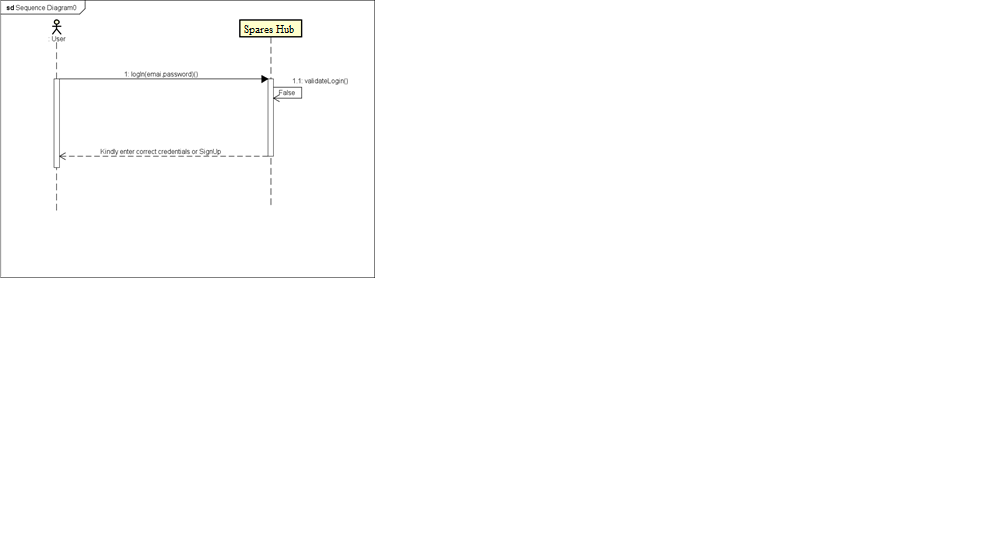 sd Sequence Diagram0
: User
Spares Hub
1: logIn(emai,password)()
1.1: validateLogin()
False
Kindly enter correct credentials or SignUp